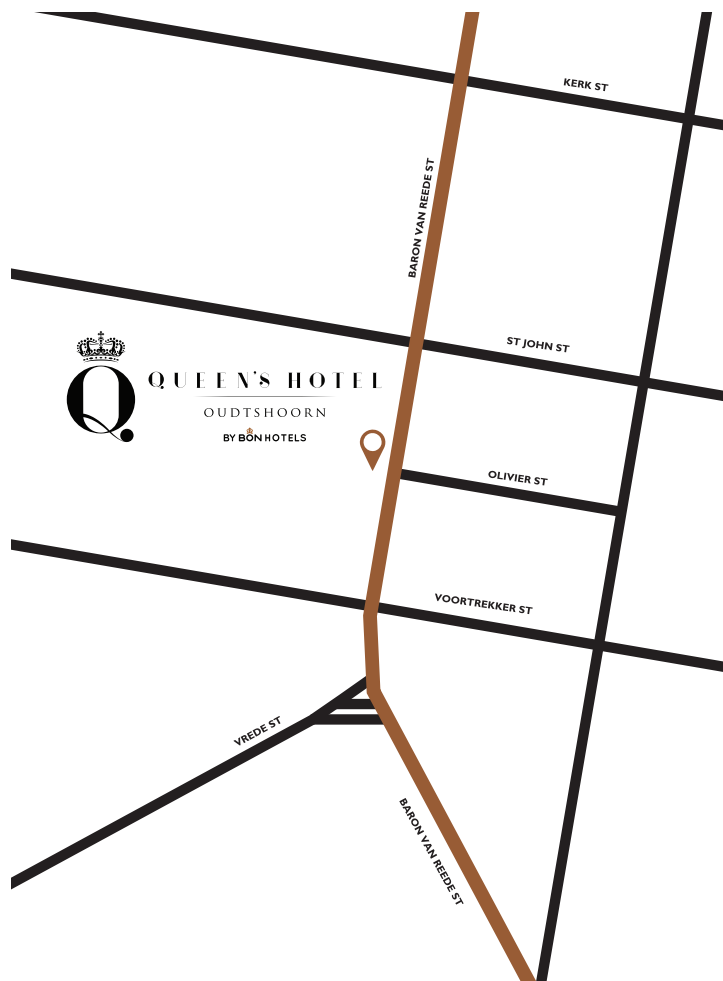 KERK ST
BARON VAN REEDE ST
ST JOHN ST
Q
QUEEN'S HOTEL
OUDTSHOORN
BY BON HOTELS
OLIVIER ST
VOORTREKKER ST
VREDE ST
BARON VAN REEDE ST